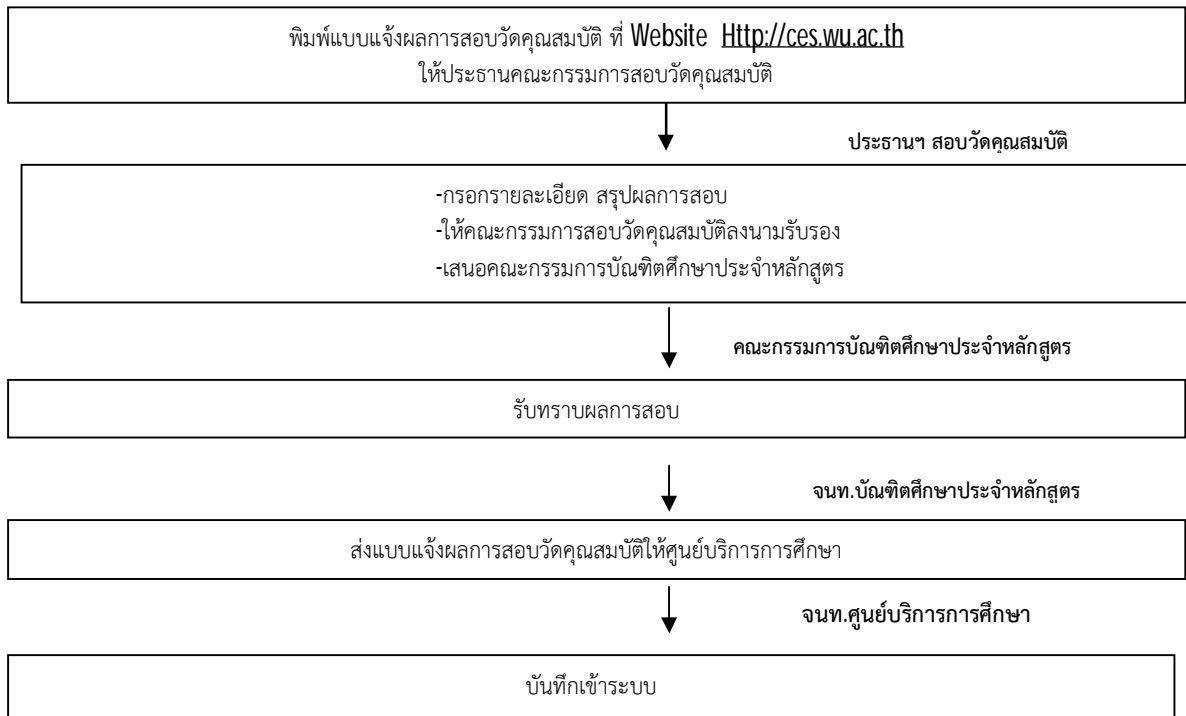 พิมพ์แบบแจ้งผลการสอบวัดคุณสมบัติ ที่ Website Http://ces.wu.ac.th
ให้ประธานคณะกรรมการสอบวัดคุณสมบัติ
ประธานฯ สอบวัดคุณสมบัติ
-กรอกรายละเอียด สรุปผลการสอบ
-ให้คณะกรรมการสอบวัดคุณสมบัติลงนามรับรอง
-เสนอคณะกรรมการบัณฑิตศึกษาประจำหลักสูตร
คณะกรรมการบัณฑิตศึกษาประจำหลักสูตร
รับทราบผลการสอบ
จนท.บัณฑิตศึกษาประจำหลักสูตร
ส่งแบบแจ้งผลการสอบวัดคุณสมบัติให้ศูนย์บริการการศึกษา
จนท.ศูนย์บริการการศึกษา
บันทึกเข้าระบบ